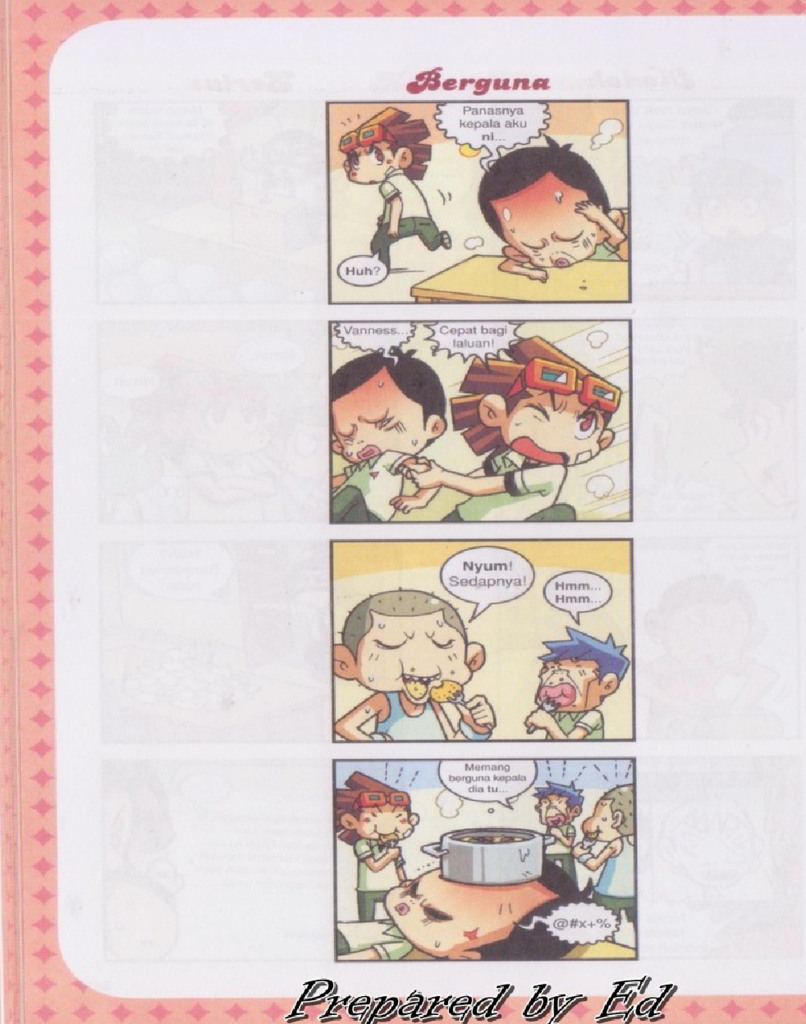 Berguna
Panasnya
kepala aku
ni...
Huh?
Vanness...
Cepat bagi
laluan!
Nyum!
Sedapnya!
Hmm...
Hmm...
Memang
berguna kepala
dia tu...
@#x+%
Prepared by Ed